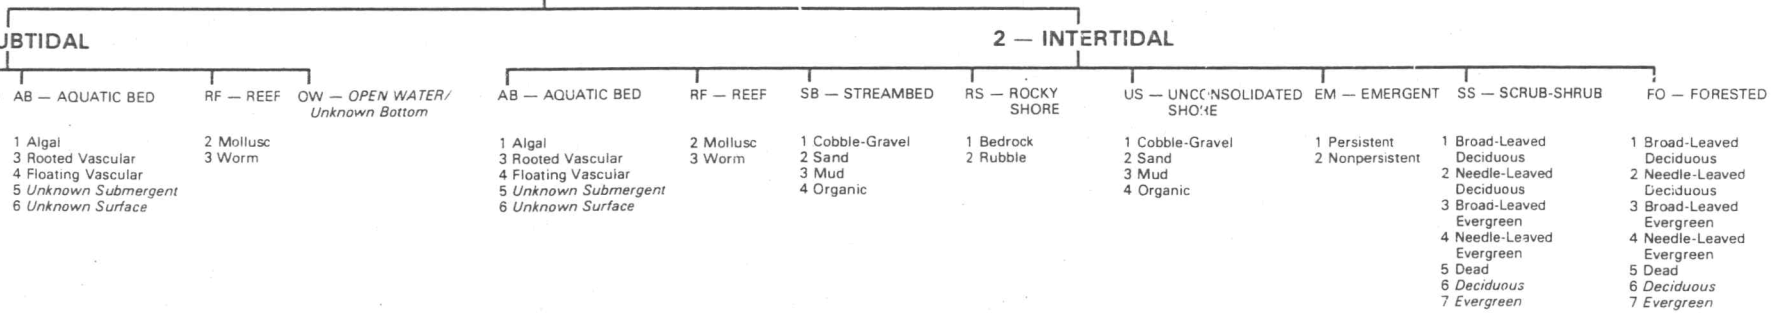 UBTIDAL
2 — INTERTIDAL
AB — AQUATIC BED
1 Algal
3 Rooted Vascular
4 Floating Vascular
5 Unknown Submergent
6 Unknown Surface
RF — REEF
2 Mollusc
3 Worm
OW — OPEN WATER/
Unknown Bottom
AB — AQUATIC BED
1 Algal
3 Rooted Vascular
4 Floating Vascular
5 Unknown Submergent
6 Unknown Surface
RF — REEF
2 Mollusc
3 Worm
SB — STREAMBED
1 Cobble-Gravel
2 Sand
3 Mud
4 Organic
RS — ROCKY
SHORE
1 Bedrock
2 Rubble
US — UNCONSOLIDATED
SHORE
1 Cobble-Gravel
2 Sand
3 Mud
4 Organic
EM — EMERGENT
1 Persistent
2 Nonpersistent
SS — SCRUB-SHRUB
1 Broad-Leaved
Deciduous
2 Needle-Leaved
Deciduous
3 Broad-Leaved
Evergreen
4 Needle-Leaved
Evergreen
5 Dead
6 Deciduous
7 Evergreen
FO — FORESTED
1 Broad-Leaved
Deciduous
2 Needle-Leaved
Deciduous
3 Broad-Leaved
Evergreen
4 Needle-Leaved
Evergreen
5 Dead
6 Deciduous
7 Evergreen